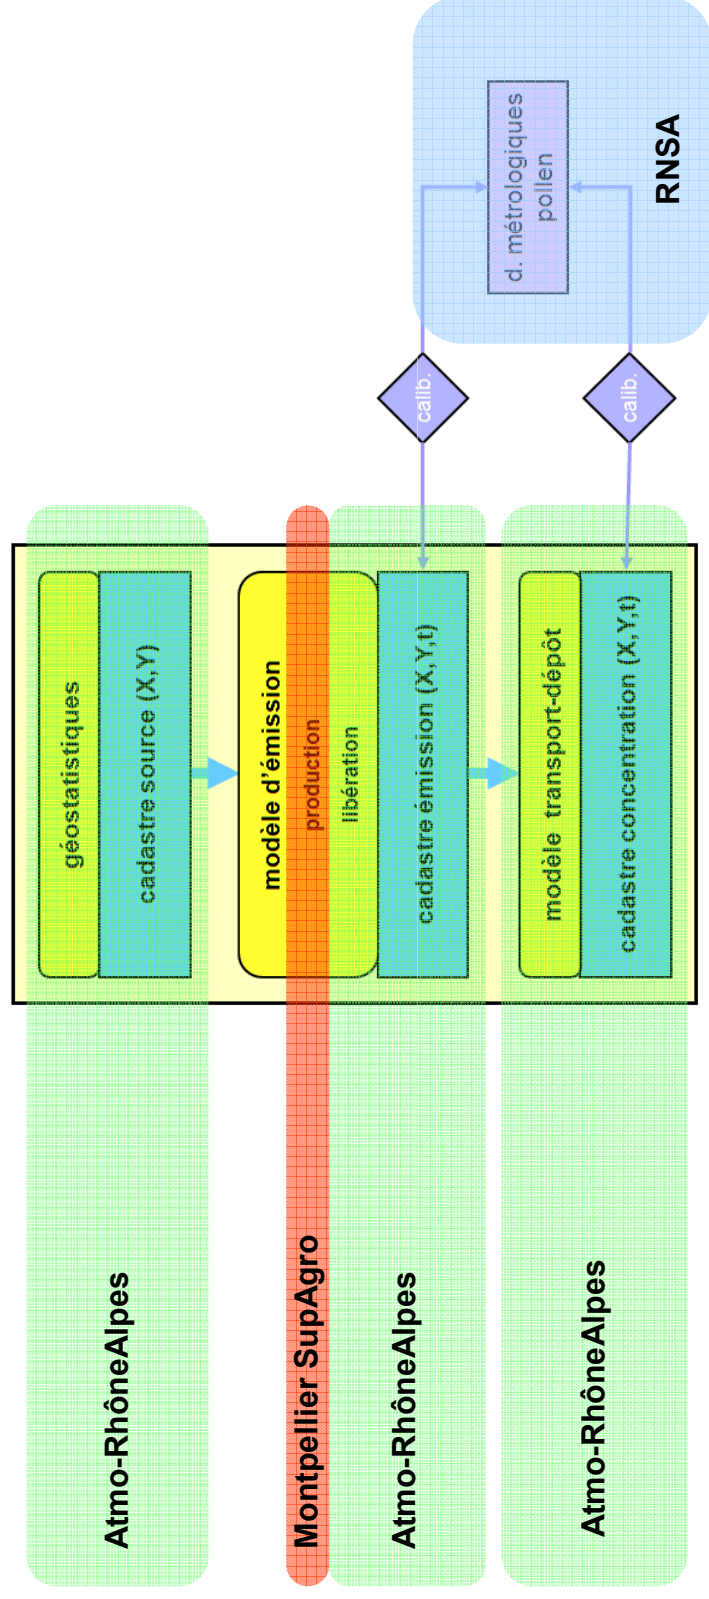 Atmo-RhôneAlpes
géostatistiques
cadastre source (X,Y)
Montpellier SupAgro
modèle d'émission
production
libération
Atmo-RhôneAlpes
cadastre émission (X,Y,t)
calib.
Atmo-RhôneAlpes
modèle transport-dépôt
cadastre concentration (X,Y,t)
calib.
d. métrologiques
pollen
RNSA